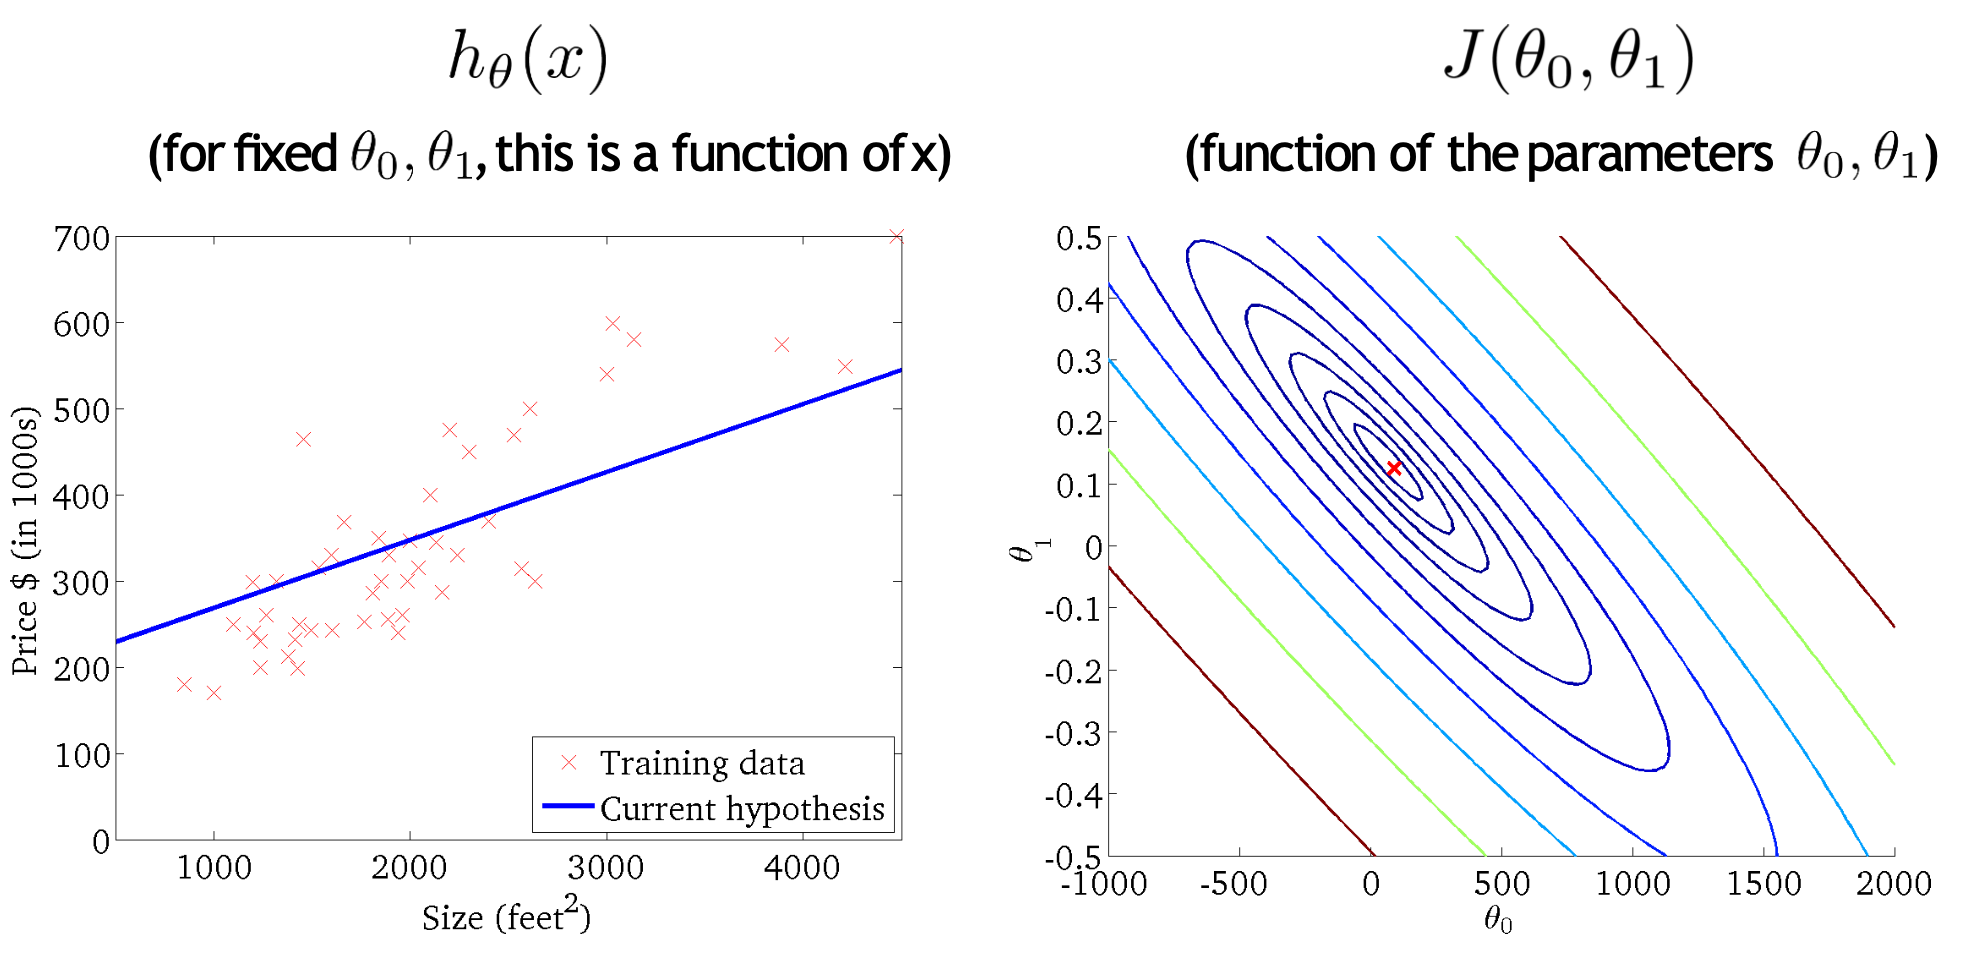 hθ(x)
(for fixed θ0, θ1, this is a function of x)
700
600
500
400
300
200
100
0
Price $ (in 1000s)
1000 2000 3000 4000
Size (feet2)
Training data
Current hypothesis
J(θ0, θ1)
(function of the parameters θ0, θ1)
0.5
0.4
0.3
0.2
0.1
0
-0.1
-0.2
-0.3
-0.4
-0.5
θ1
-1000 -500 0 500 1000 1500 2000
θ0